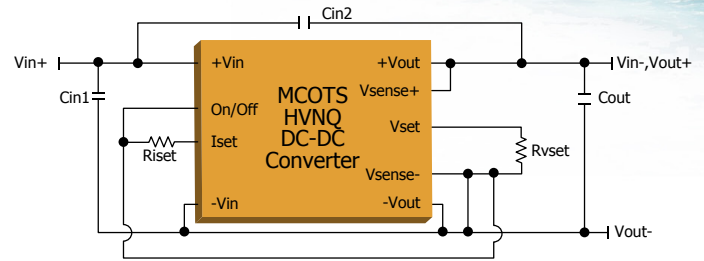 Cin2
Vin+
+Vin
+Vout
Vin-,Vout+
Cin1
Vsense+
Cout
On/Off
MCOTS
HVNQ
DC-DC
Converter
Vset
Iset
Riset
Rvset
Vsense-
-Vin
-Vout
Vout-